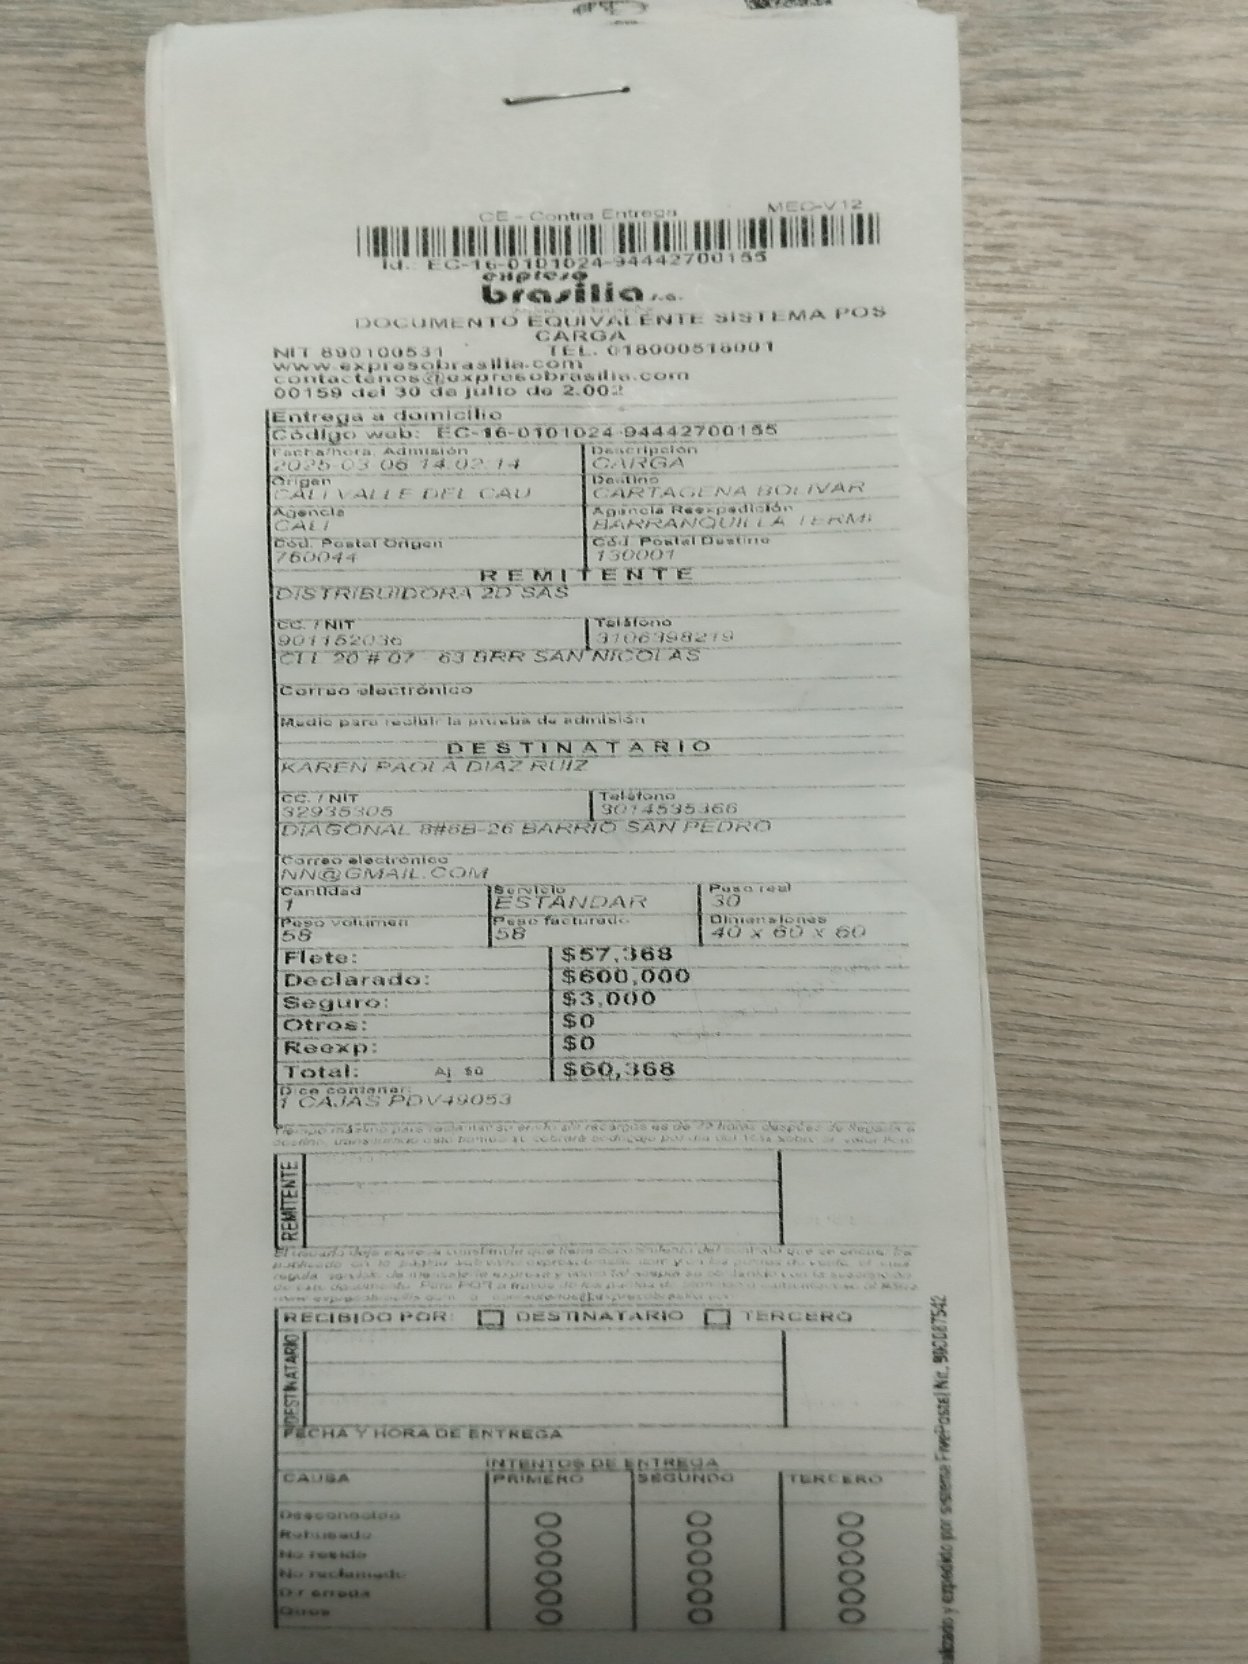 CE - Contra Entrega MEC-V12
Id.: EC-16-0101024-94442700155
expreso
brasilia s.a.
DOCUMENTO EQUIVALENTE SISTEMA POS
CARGA
NIT 890100531 TEL. 018000518001
www.expresobrasilia.com
contactenos@expresobrasilia.com
00159 del 30 de julio de 2.002
Entrega a domicilio
Código web: EC-16-0101024-94442700155
Fecha/hora. Admisión Descripción
2025-03-06 14:02:14 CARGA
Origen Destino
CALI VALLE DEL CAU CARTAGENA BOLIVAR
Agencia Agencia Reexpedición
CALI BARRANQUILLA TERMI
Cód. Postal Origen Cód. Postal Destino
760044 130001
REMITENTE
DISTRIBUIDORA 2D SAS
CC. / NIT Teléfono
901152036 3106398219
CLL 20 # 07 63 BRR SAN NICOLAS
Correo electrónico
Medio para recibir la prueba de admisión
DESTINATARIO
KAREN PAOLA DIAZ RUIZ
CC. / NIT Teléfono
32935305 3014535366
DIAGONAL 8#6B-26 BARRIO SAN PEDRO
Correo electrónico
NN@GMAIL.COM
Cantidad Servicio Peso real
1 ESTANDAR 30
Peso volumen Peso facturado Dimensiones
58 58 40 x 60 x 60
Flete: $57,368
Declarado: $600,000
Seguro: $3,000
Otros: $0
Reexp: $0
Total: Aj $0 $60,368
Dice contener:
1 CAJAS PDV49053
REMITENTE
RECIBIDO POR: DESTINATARIO TERCERO
DESTINATARIO
FECHA Y HORA DE ENTREGA
INTENTOS DE ENTREGA
CAUSA PRIMERO SEGUNDO TERCERO
Desconocido
Rehusado
No reside
No reclamado
Dir errada
Otros
y expedido por sistema FivePostal Nit.